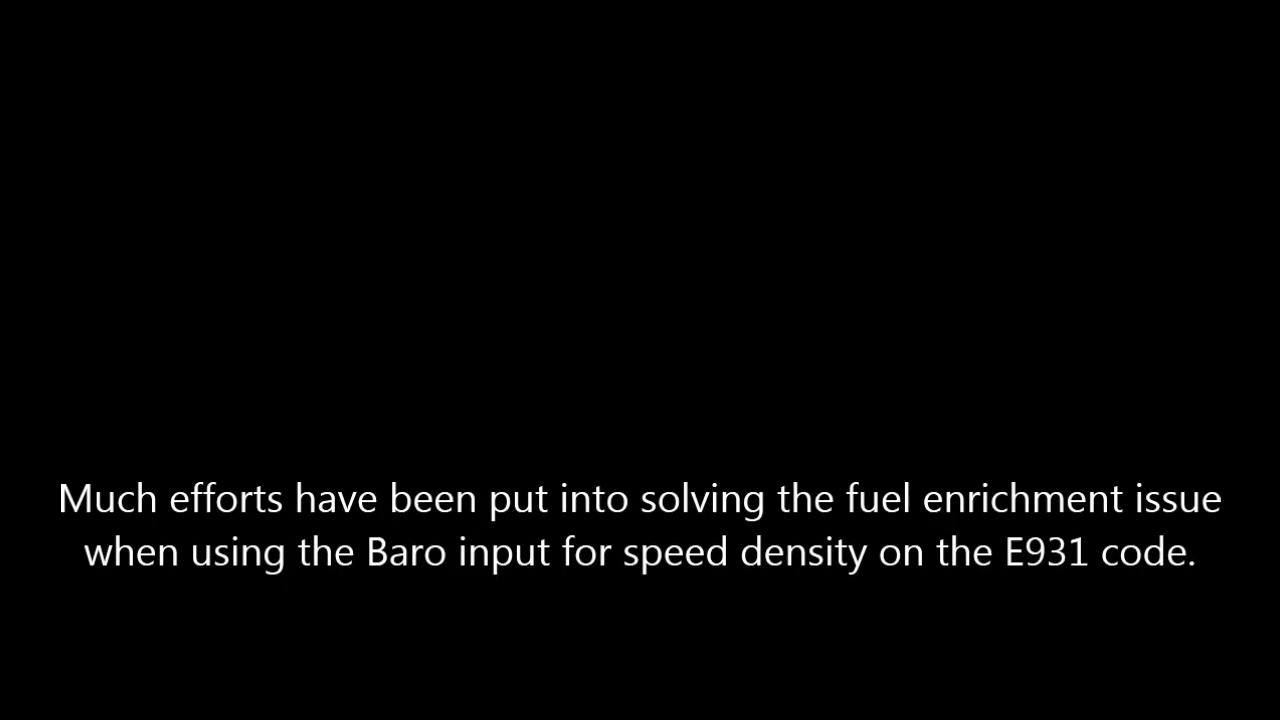 Much efforts have been put into solving the fuel enrichment issue
when using the Baro input for speed density on the E931 code.